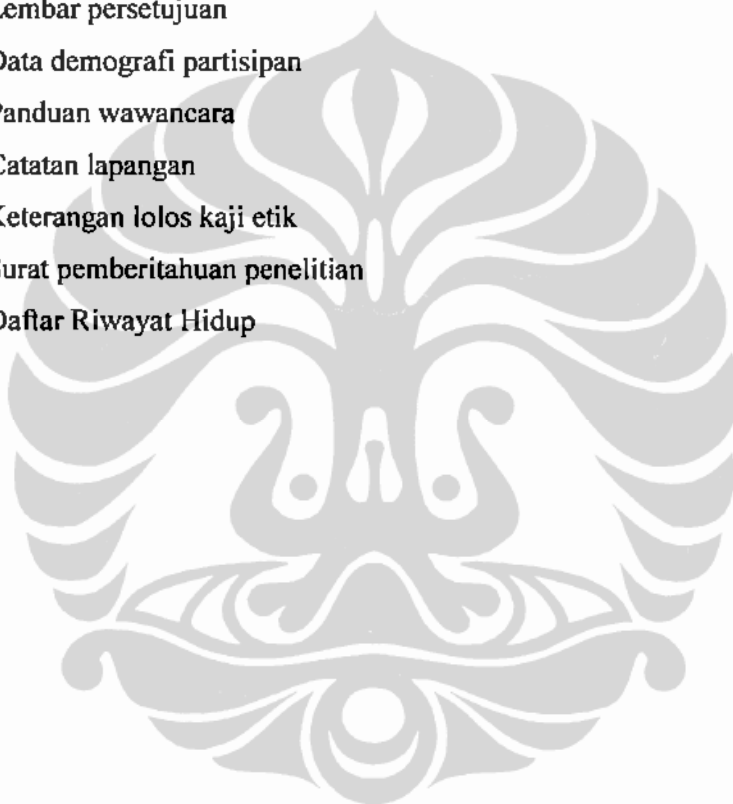 Lembar persetujuan
Data demografi partisipan
Panduan wawancara
Catatan lapangan
Keterangan lolos kaji etik
Surat pemberitahuan penelitian
Daftar Riwayat Hidup